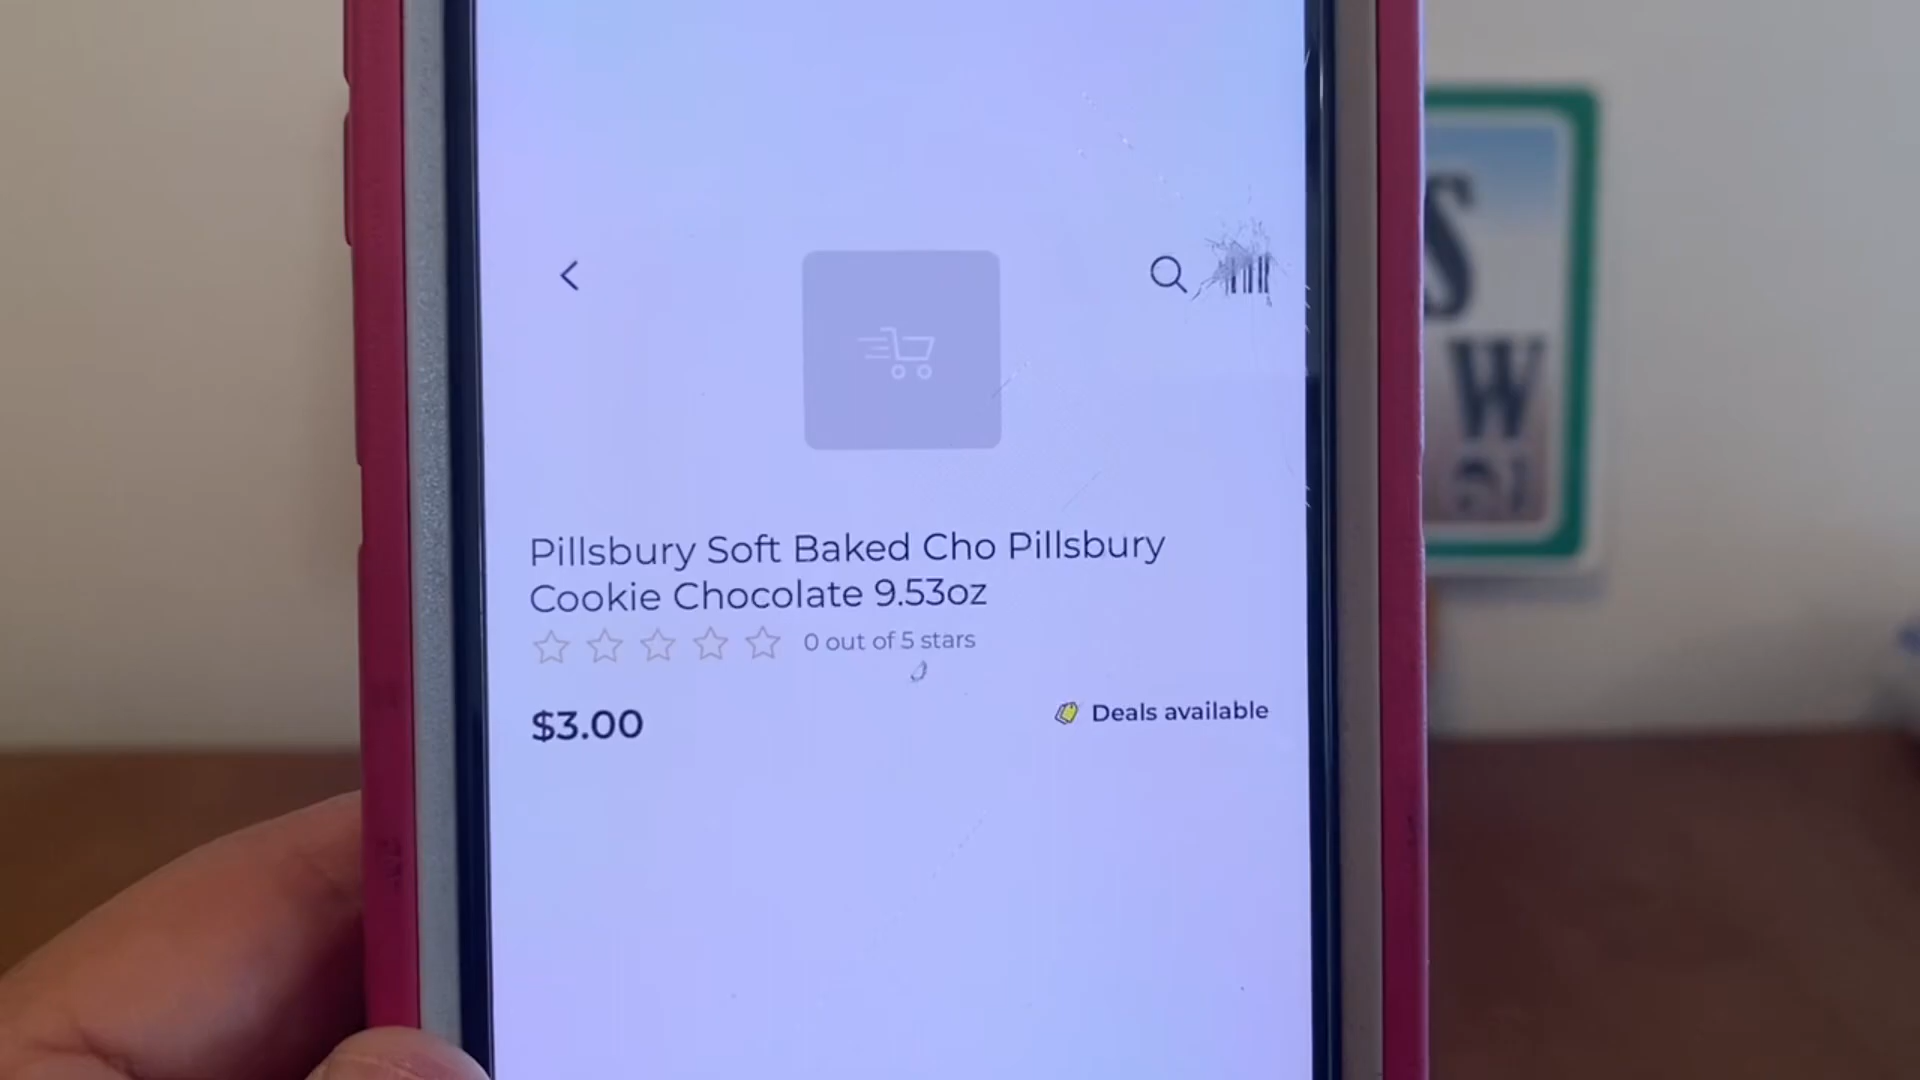 Pillsbury Soft Baked Cho Pillsbury
Cookie Chocolate 9.53oz
0 out of 5 stars
$3.00
Deals available
S
W